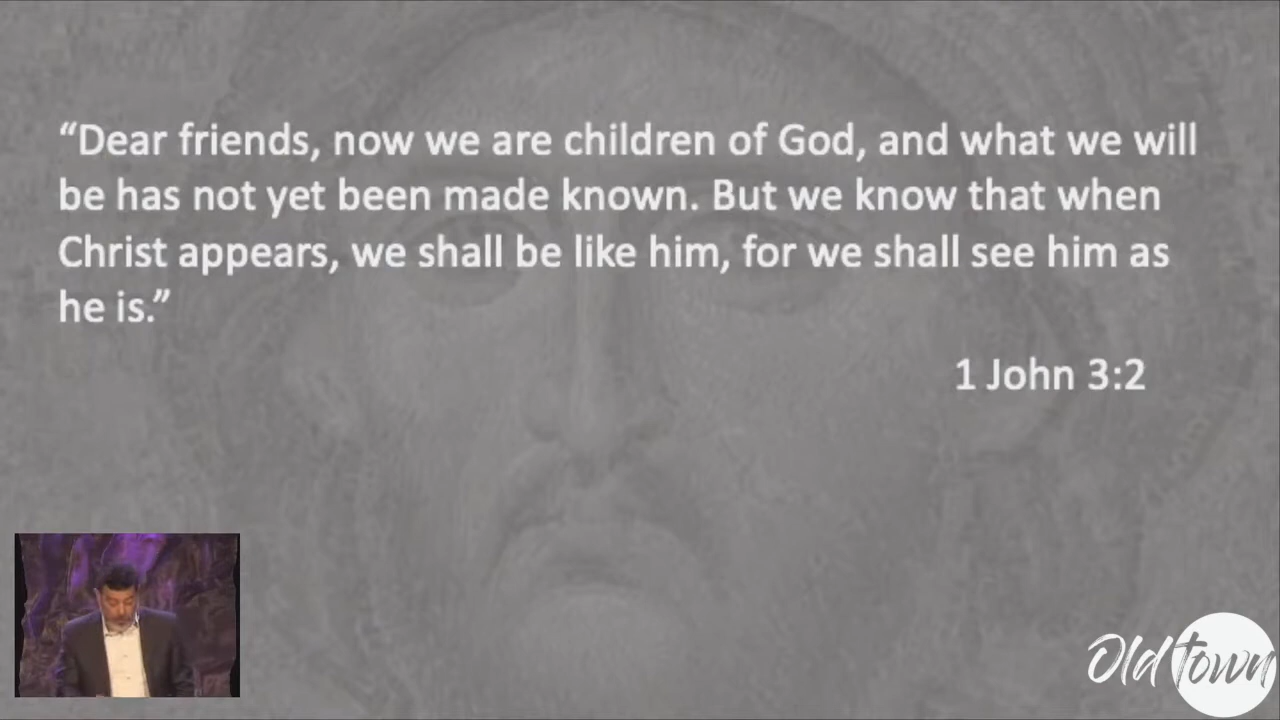 “Dear friends, now we are children of God, and what we will
be has not yet been made known. But we know that when
Christ appears, we shall be like him, for we shall see him as
he is.”
1 John 3:2
Old Town